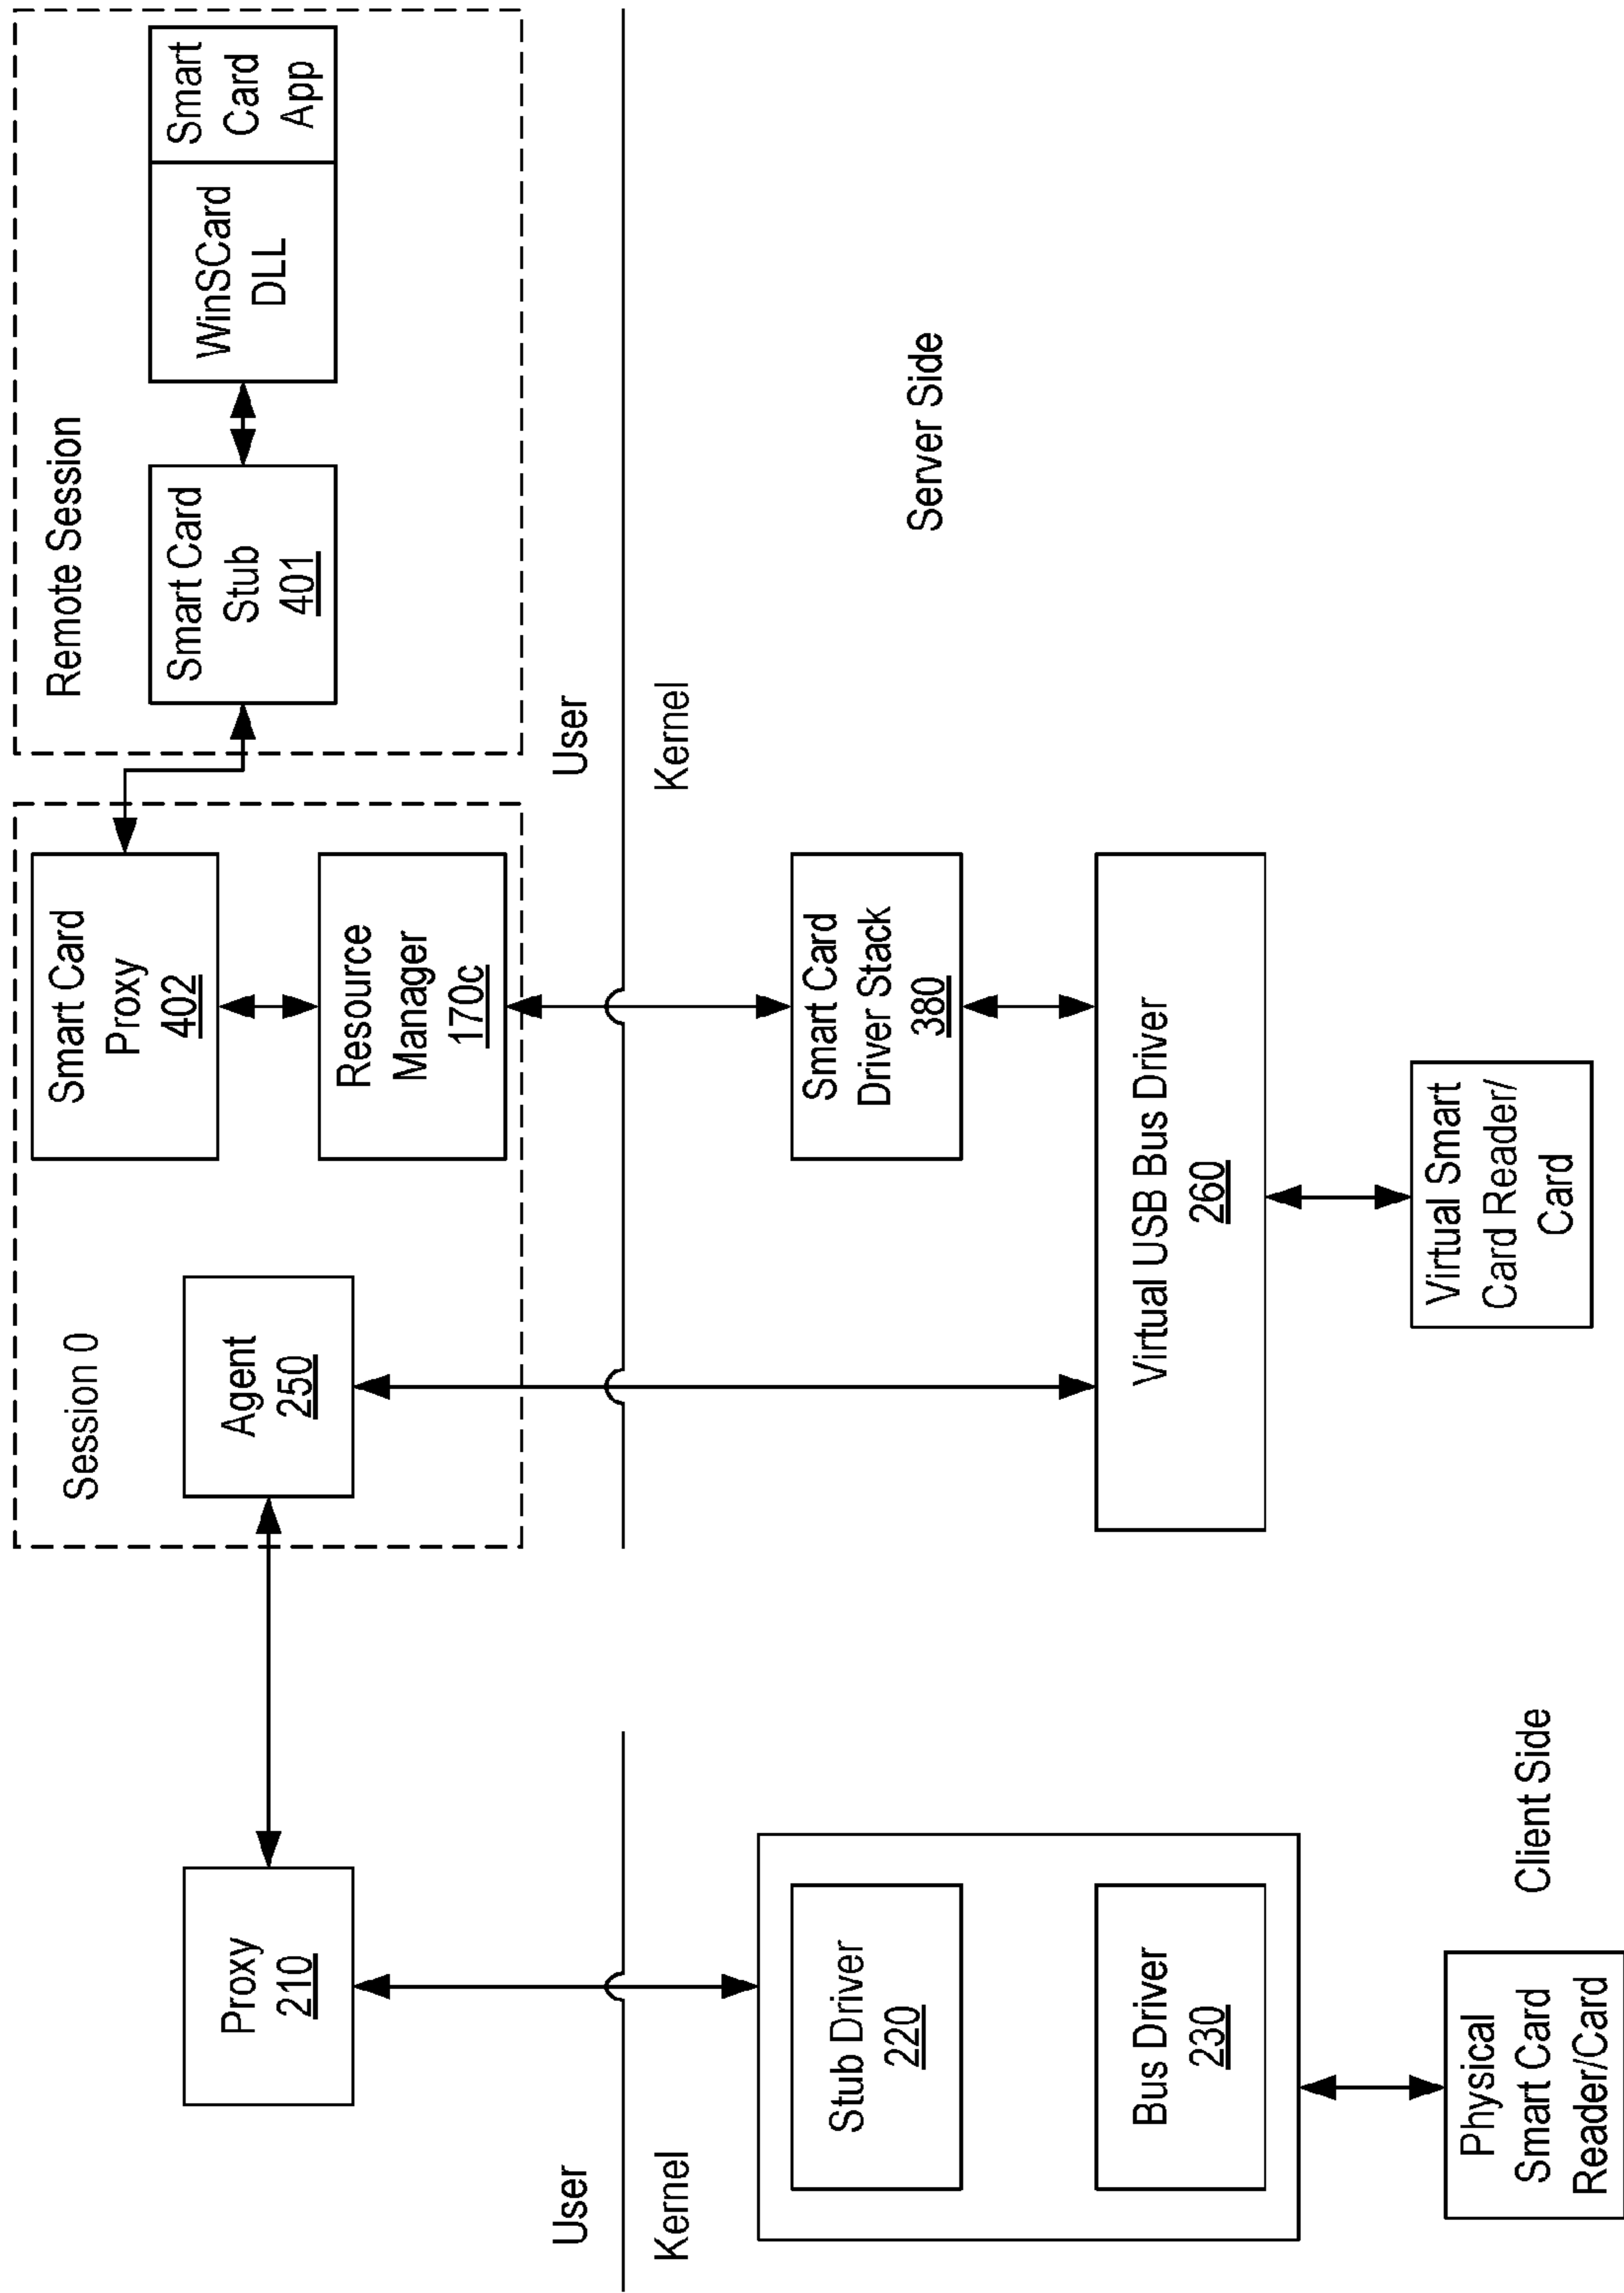 Proxy
210
User
Kernel
Stub Driver
220
Bus Driver
230
Physical
Smart Card
Reader/Card
Client Side
Session 0
Agent
250
Smart Card
Proxy
402
Resource
Manager
170c
Remote Session
Smart Card
Stub
401
WinSCard
DLL
Smart
Card
App
User
Kernel
Smart Card
Driver Stack
380
Virtual USB Bus Driver
260
Virtual Smart
Card Reader/
Card
Server Side